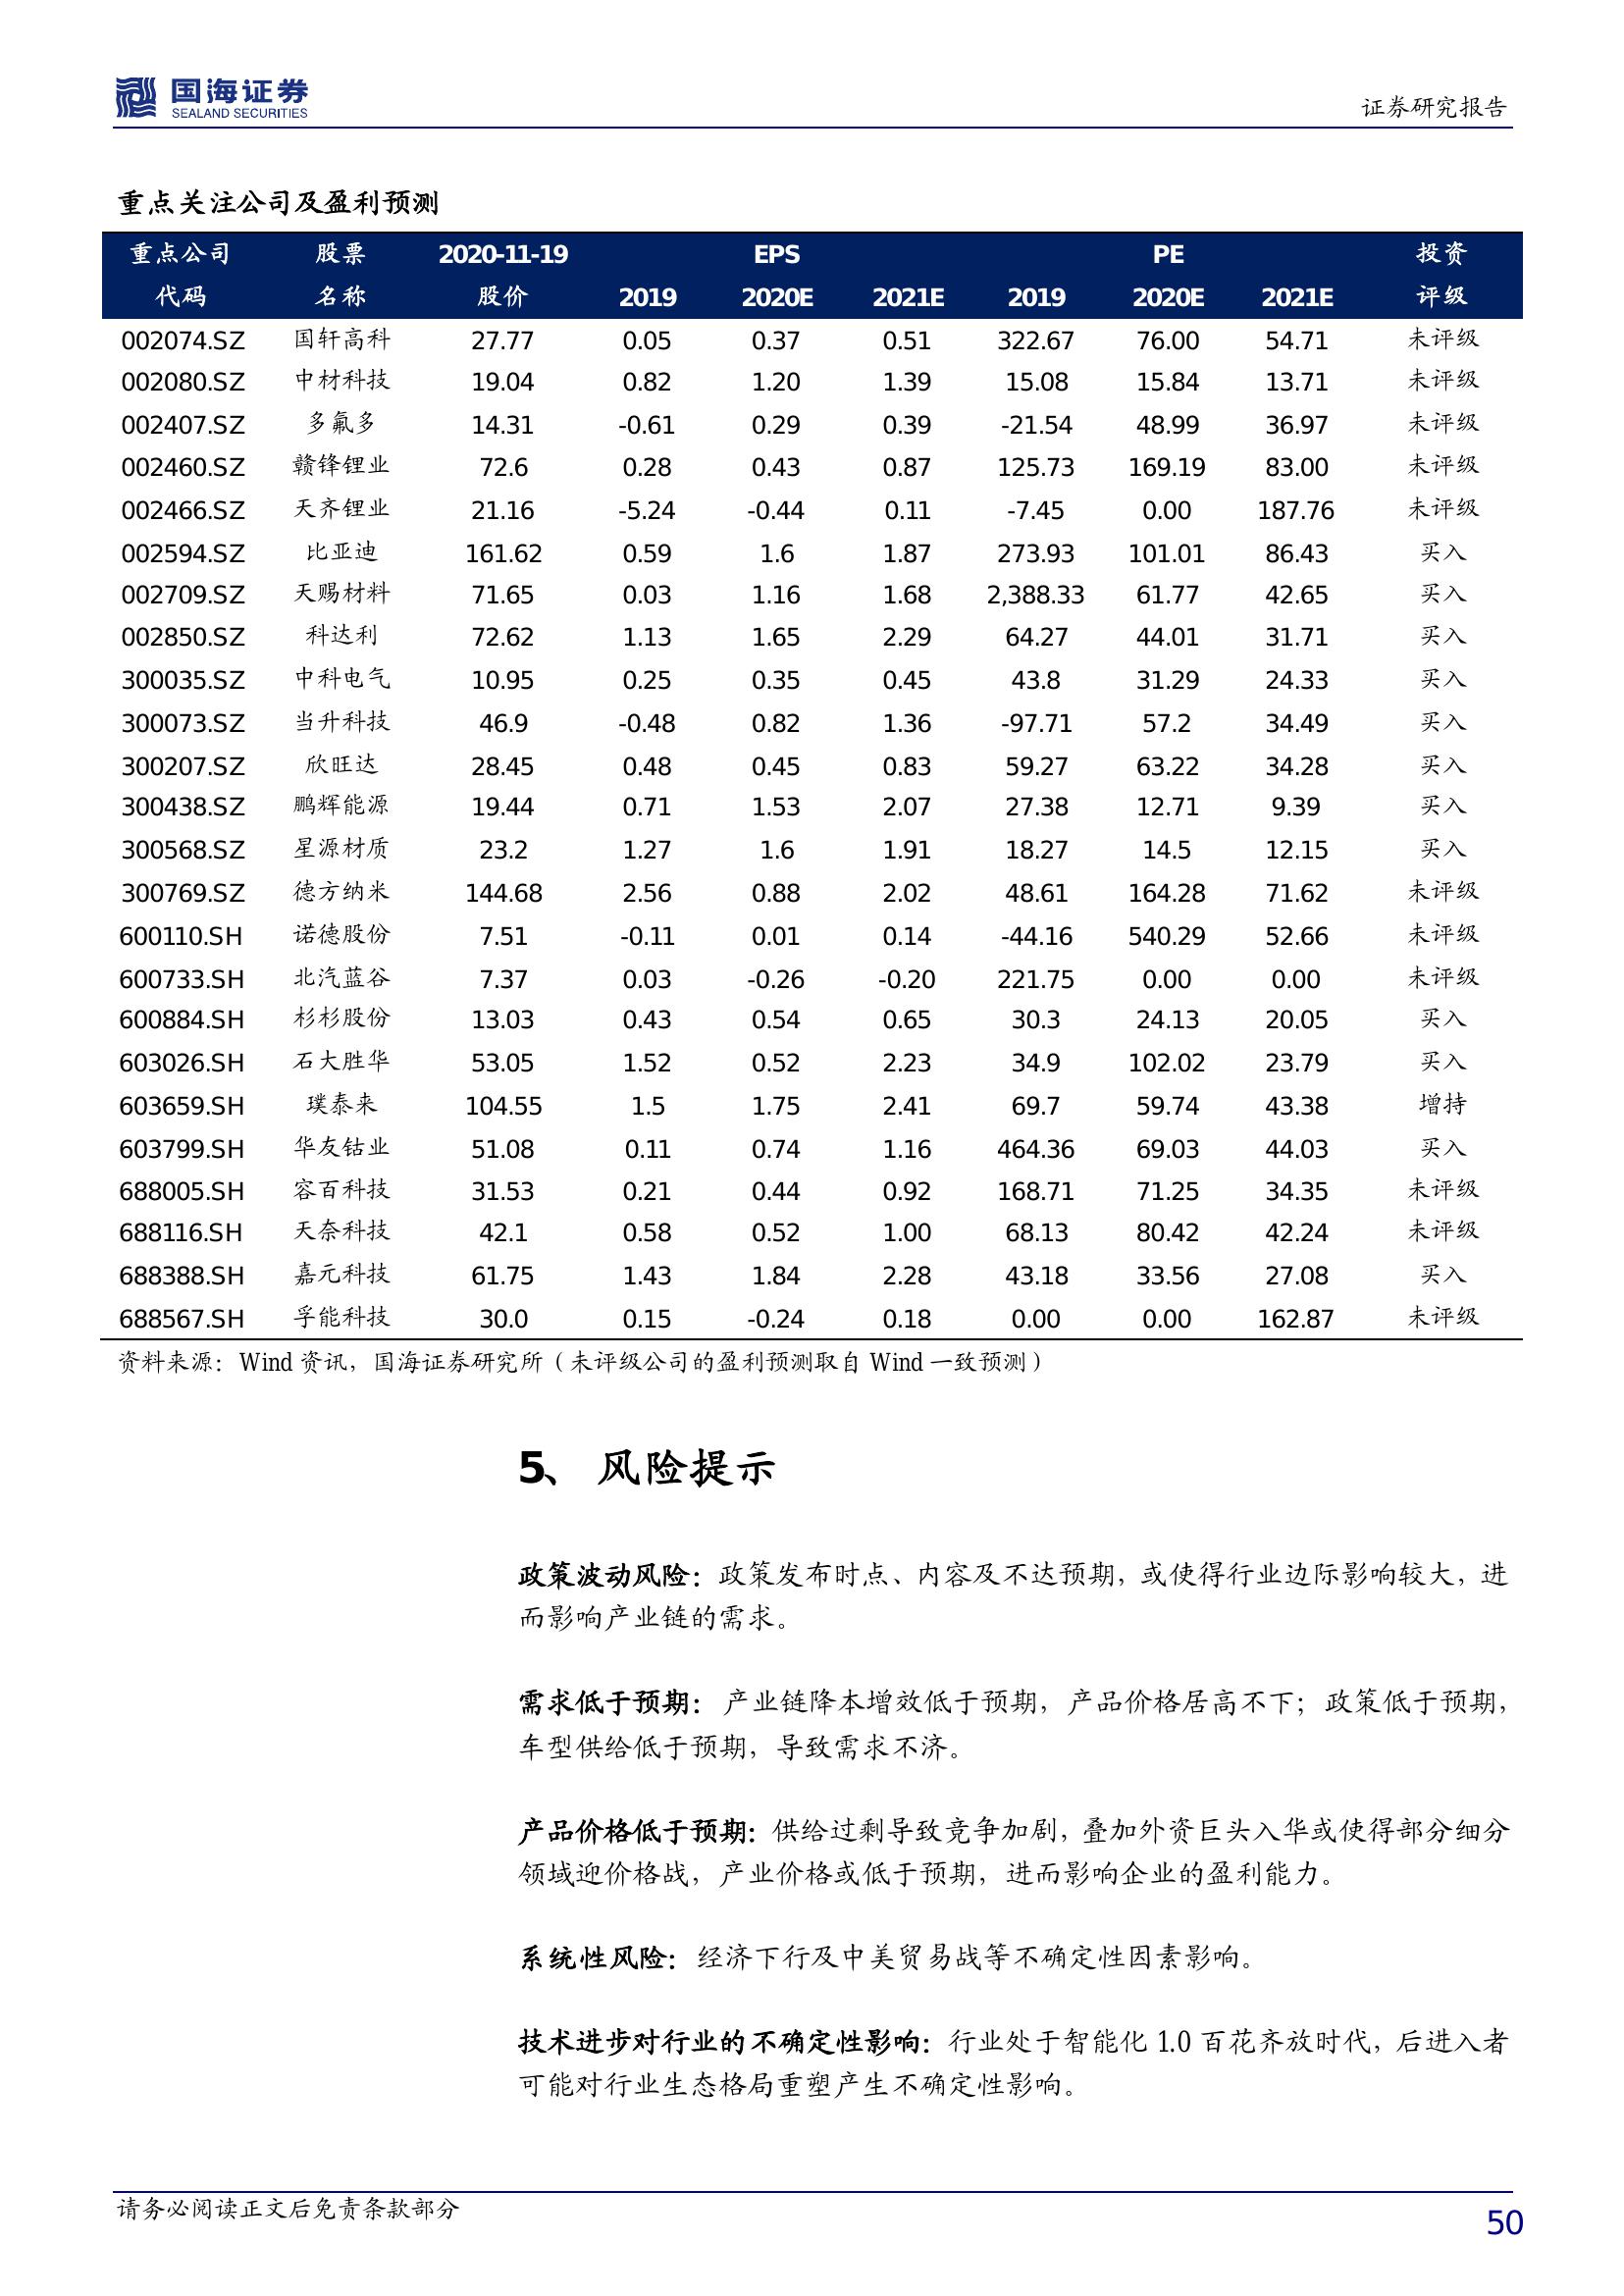 国海证券
SEALAND SECURITIES
证券研究报告
重点关注公司及盈利预测
重点公司 股票 2020-11-19 EPS PE 投资
代码 名称 股价 2019 2020E 2021E 2019 2020E 2021E 评级
002074.SZ 国轩高科 27.77 0.05 0.37 0.51 322.67 76.00 54.71 未评级
002080.SZ 中材科技 19.04 0.82 1.20 1.39 15.08 15.84 13.71 未评级
002407.SZ 多氟多 14.31 -0.61 0.29 0.39 -21.54 48.99 36.97 未评级
002460.SZ 赣锋锂业 72.6 0.28 0.43 0.87 125.73 169.19 83.00 未评级
002466.SZ 天齐锂业 21.16 -5.24 -0.44 0.11 -7.45 0.00 187.76 未评级
002594.SZ 比亚迪 161.62 0.59 1.6 1.87 273.93 101.01 86.43 买入
002709.SZ 天赐材料 71.65 0.03 1.16 1.68 2,388.33 61.77 42.65 买入
002850.SZ 科达利 72.62 1.13 1.65 2.29 64.27 44.01 31.71 买入
300035.SZ 中科电气 10.95 0.25 0.35 0.45 43.8 31.29 24.33 买入
300073.SZ 当升科技 46.9 -0.48 0.82 1.36 -97.71 57.2 34.49 买入
300207.SZ 欣旺达 28.45 0.48 0.45 0.83 59.27 63.22 34.28 买入
300438.SZ 鹏辉能源 19.44 0.71 1.53 2.07 27.38 12.71 9.39 买入
300568.SZ 星源材质 23.2 1.27 1.6 1.91 18.27 14.5 12.15 买入
300769.SZ 德方纳米 144.68 2.56 0.88 2.02 48.61 164.28 71.62 未评级
600110.SH 诺德股份 7.51 -0.11 0.01 0.14 -44.16 540.29 52.66 未评级
600733.SH 北汽蓝谷 7.37 0.03 -0.26 -0.20 221.75 0.00 0.00 未评级
600884.SH 杉杉股份 13.03 0.43 0.54 0.65 30.3 24.13 20.05 买入
603026.SH 石大胜华 53.05 1.52 0.52 2.23 34.9 102.02 23.79 买入
603659.SH 璞泰来 104.55 1.5 1.75 2.41 69.7 59.74 43.38 增持
603799.SH 华友钴业 51.08 0.11 0.74 1.16 464.36 69.03 44.03 买入
688005.SH 容百科技 31.53 0.21 0.44 0.92 168.71 71.25 34.35 未评级
688116.SH 天奈科技 42.1 0.58 0.52 1.00 68.13 80.42 42.24 未评级
688388.SH 嘉元科技 61.75 1.43 1.84 2.28 43.18 33.56 27.08 买入
688567.SH 孚能科技 30.0 0.15 -0.24 0.18 0.00 0.00 162.87 未评级
资料来源：Wind 资讯，国海证券研究所（未评级公司的盈利预测取自 Wind 一致预测）
5、 风险提示
政策波动风险：政策发布时点、内容及不达预期，或使得行业边际影响较大，进
而影响产业链的需求。
需求低于预期：产业链降本增效低于预期，产品价格居高不下；政策低于预期，
车型供给低于预期，导致需求不济。
产品价格低于预期：供给过剩导致竞争加剧，叠加外资巨头入华或使得部分细分
领域迎价格战，产业价格或低于预期，进而影响企业的盈利能力。
系统性风险：经济下行及中美贸易战等不确定性因素影响。
技术进步对行业的不确定性影响：行业处于智能化 1.0 百花齐放时代，后进入者
可能对行业生态格局重塑产生不确定性影响。
请务必阅读正文后免责条款部分
50